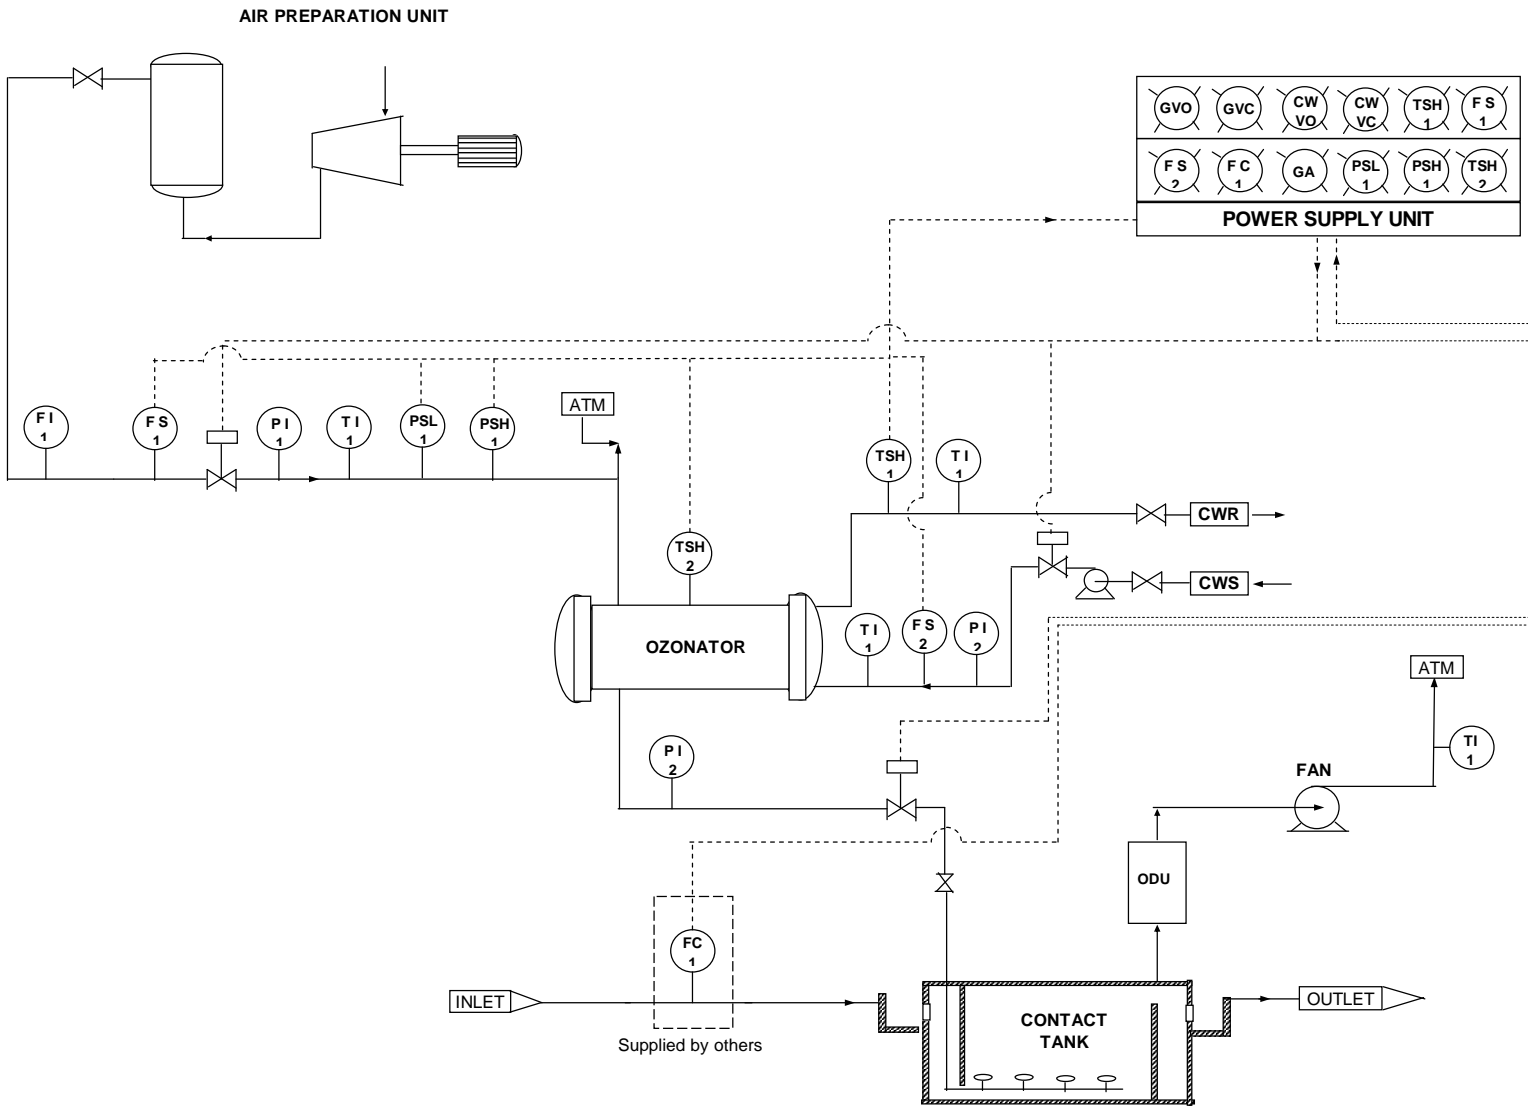 AIR PREPARATION UNIT
GVO
GVC
CW
VO
CW
VC
TSH
1
F S
1
F S
2
F C
1
GA
PSL
1
PSH
1
TSH
2
POWER SUPPLY UNIT
F I
1
F S
1
P I
1
T I
1
PSL
1
PSH
1
ATM
TSH
1
T I
1
CWR
TSH
2
CWS
OZONATOR
T I
1
F S
2
P I
2
ATM
P I
2
TI
1
FAN
ODU
FC
1
INLET
OUTLET
CONTACT
TANK
Supplied by others